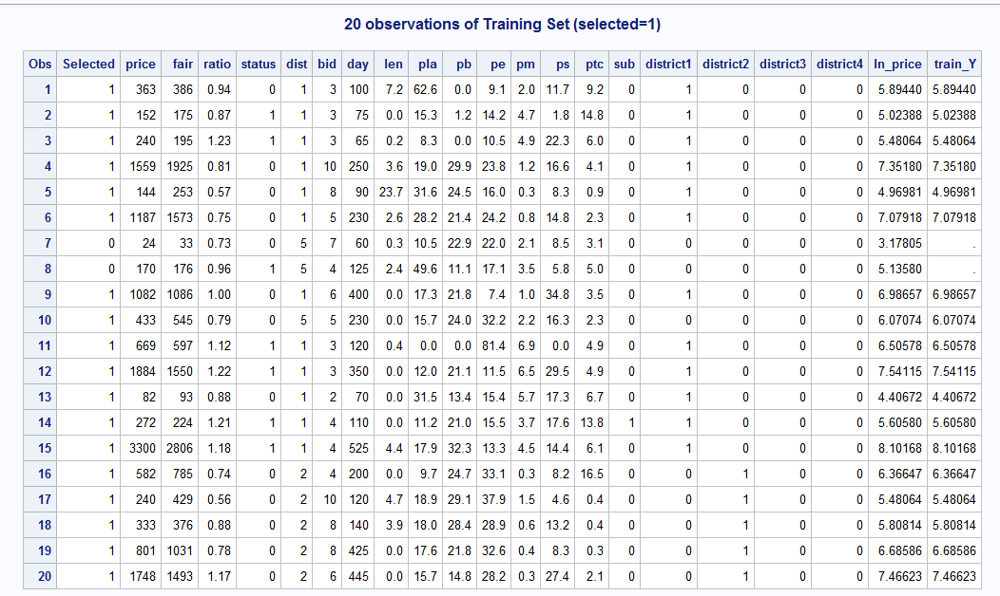 20 observations of Training Set (selected=1)
Obs Selected price fair ratio status dist bid day len pla pb pe pm ps ptc sub district1 district2 district3 district4 ln_price train_Y
1 1 363 386 0.94 0 1 3 100 7.2 62.6 0.0 9.1 2.0 11.7 9.2 0 1 0 0 0 5.89440 5.89440
2 1 152 175 0.87 1 1 3 75 0.0 15.3 1.2 14.2 4.7 1.8 14.8 0 1 0 0 0 5.02388 5.02388
3 1 240 195 1.23 1 1 3 65 0.2 8.3 0.0 10.5 4.9 22.3 6.0 0 1 0 0 0 5.48064 5.48064
4 1 1559 1925 0.81 0 1 10 250 3.6 19.0 29.9 23.8 1.2 16.6 4.1 0 1 0 0 0 7.35180 7.35180
5 1 144 253 0.57 0 1 8 90 23.7 31.6 24.5 16.0 0.3 8.3 0.9 0 1 0 0 0 4.96981 4.96981
6 1 1187 1573 0.75 0 1 5 230 2.6 28.2 21.4 24.2 0.8 14.8 2.3 0 1 0 0 0 7.07918 7.07918
7 0 24 33 0.73 0 5 7 60 0.3 10.5 22.9 22.0 2.1 8.5 3.1 0 0 0 0 0 3.17805 .
8 0 170 176 0.96 1 5 4 125 2.4 49.6 11.1 17.1 3.5 5.8 5.0 0 0 0 0 0 5.13580 .
9 1 1082 1086 1.00 0 1 6 400 0.0 17.3 21.8 7.4 1.0 34.8 3.5 0 1 0 0 0 6.98657 6.98657
10 1 433 545 0.79 0 5 5 230 0.0 15.7 24.0 32.2 2.2 16.3 2.3 0 0 0 0 0 6.07074 6.07074
11 1 669 597 1.12 1 1 3 120 0.4 0.0 0.0 81.4 6.9 0.0 4.9 0 1 0 0 0 6.50578 6.50578
12 1 1884 1550 1.22 1 1 3 350 0.0 12.0 21.1 11.5 6.5 29.5 4.9 0 1 0 0 0 7.54115 7.54115
13 1 82 93 0.88 0 1 2 70 0.0 31.5 13.4 15.4 5.7 17.3 6.7 0 1 0 0 0 4.40672 4.40672
14 1 272 224 1.21 1 1 4 110 0.0 11.2 21.0 15.5 3.7 17.6 13.8 1 1 0 0 0 5.60580 5.60580
15 1 3300 2806 1.18 1 1 4 525 4.4 17.9 32.3 13.3 4.5 14.4 6.1 0 1 0 0 0 8.10168 8.10168
16 1 582 785 0.74 0 2 4 200 0.0 9.7 24.7 33.1 0.3 8.2 16.5 0 0 1 0 0 6.36647 6.36647
17 1 240 429 0.56 0 2 10 120 4.7 18.9 29.1 37.9 1.5 4.6 0.4 0 0 1 0 0 5.48064 5.48064
18 1 333 376 0.88 0 2 8 140 3.9 18.0 28.4 28.9 0.6 13.2 0.4 0 0 1 0 0 5.80814 5.80814
19 1 801 1031 0.78 0 2 8 425 0.0 17.6 21.8 32.6 0.4 8.3 0.3 0 0 1 0 0 6.68586 6.68586
20 1 1748 1493 1.17 0 2 6 445 0.0 15.7 14.8 28.2 0.3 27.4 2.1 0 0 1 0 0 7.46623 7.46623